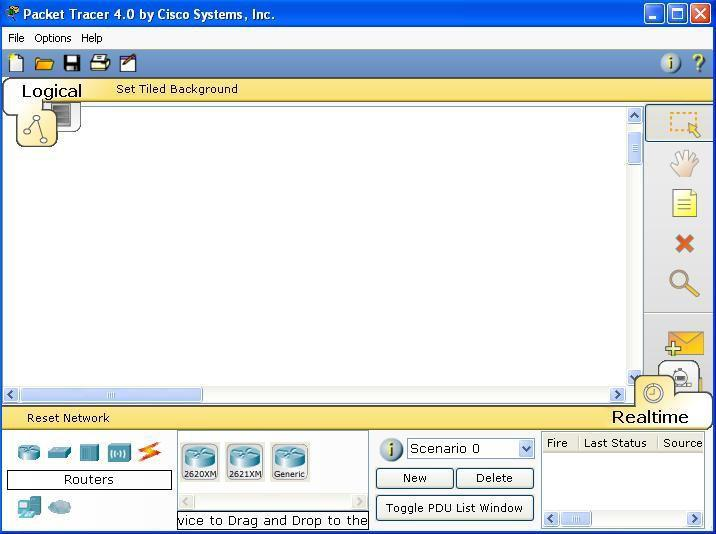 Packet Tracer 4.0 by Cisco Systems, Inc.
File Options Help
Logical
Set Tiled Background
Reset Network
Realtime
2620XM
2621XM
Generic
Routers
vice to Drag and Drop to the
Scenario 0
New
Delete
Toggle PDU List Window
Fire
Last Status
Source